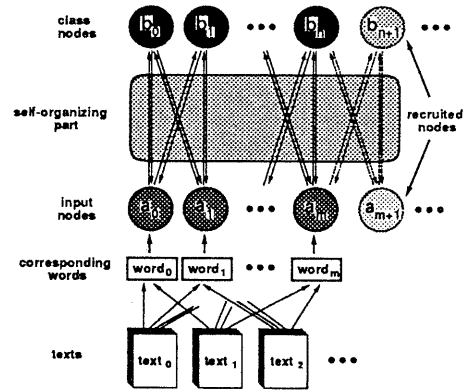 class nodes b0 b1 ••• bn bn+1
self-organizing part
recruited nodes
input nodes a0 a1 ••• am am+1 •••
corresponding words word0 word1 ••• wordm
texts text 0 text 1 text 2 •••